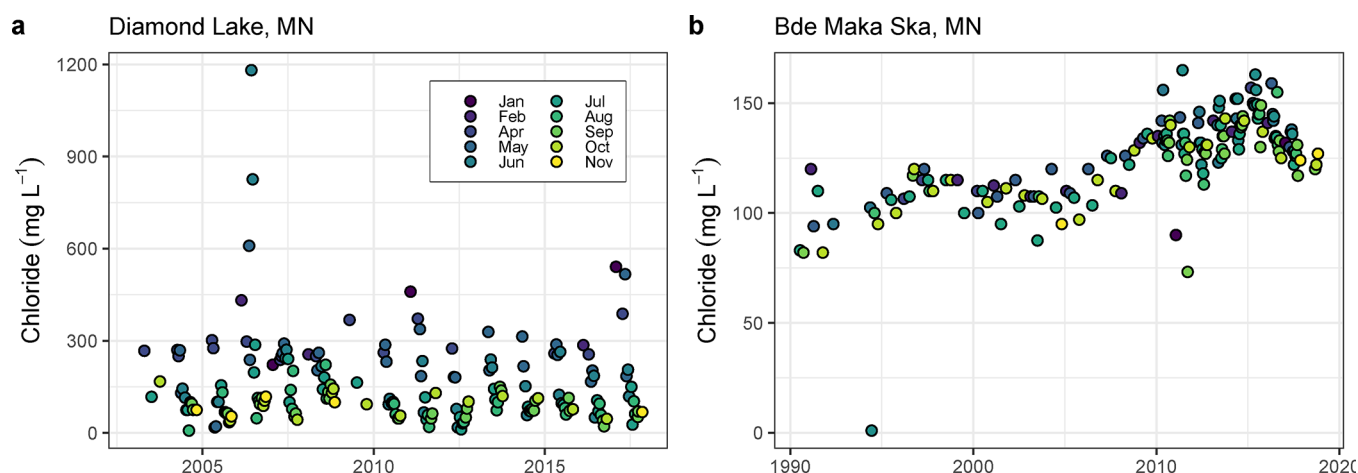 a Diamond Lake, MN
Chloride (mg L⁻¹)
1200
900
600
300
0
Jan
Feb
Apr
May
Jun
Jul
Aug
Sep
Oct
Nov
2005 2010 2015
b Bde Maka Ska, MN
Chloride (mg L⁻¹)
150
100
50
0
1990 2000 2010 2020